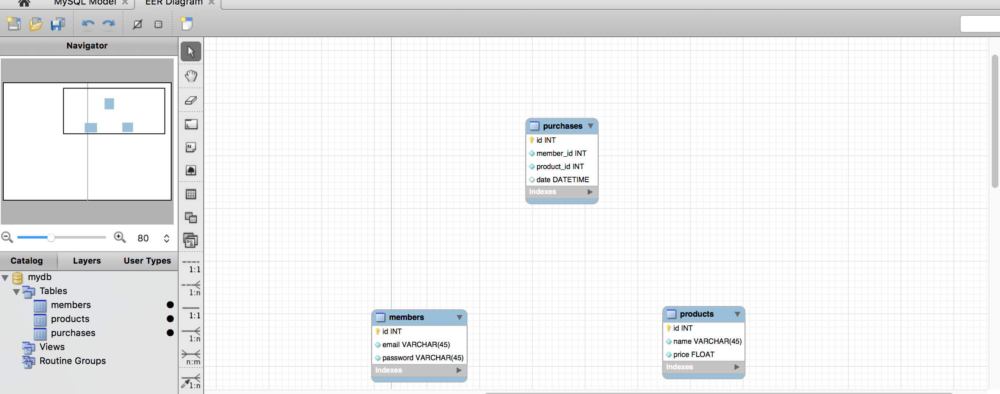 MySQL Model
EER Diagram
Navigator
80
Catalog
Layers
User Types
mydb
Tables
members
products
purchases
Views
Routine Groups
L
N
1:1
1:n
1:1
1:n
n:m
1:n
purchases
id INT
member_id INT
product_id INT
date DATETIME
Indexes
members
id INT
email VARCHAR(45)
password VARCHAR(45)
Indexes
products
id INT
name VARCHAR(45)
price FLOAT
Indexes